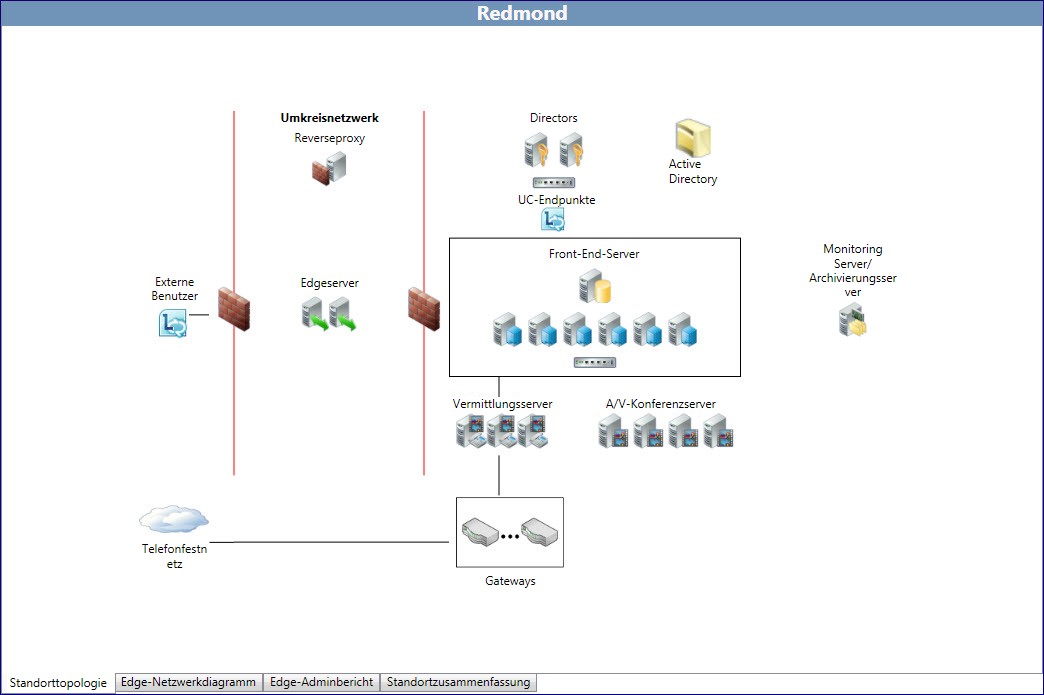 Redmond
Umkreisnetzwerk
Reverseproxy
Directors
Active
Directory
UC-Endpunkte
Front-End-Server
Monitoring
Server/
Archivierungsser
ver
Externe
Benutzer
Edgeserver
Vermittlungsserver
A/V-Konferenzserver
Telefonfestn
etz
Gateways
Standorttopologie
Edge-Netzwerkdiagramm
Edge-Adminbericht
Standortzusammenfassung